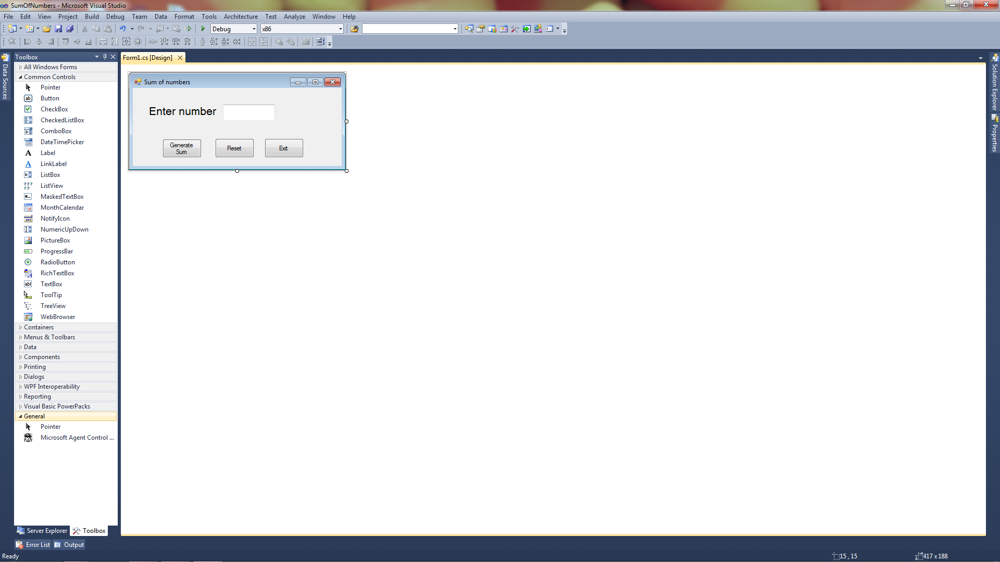 SumOfNumbers - Microsoft Visual Studio
File Edit View Project Build Debug Team Data Format Tools Architecture Test Analyze Window Help
Debug x86
Data Sources
Toolbox
All Windows Forms
Common Controls
Pointer
Button
CheckBox
CheckedListBox
ComboBox
DateTimePicker
Label
LinkLabel
ListBox
ListView
MaskedTextBox
MonthCalendar
NotifyIcon
NumericUpDown
PictureBox
ProgressBar
RadioButton
RichTextBox
TextBox
ToolTip
TreeView
WebBrowser
Containers
Menus & Toolbars
Data
Components
Printing
Dialogs
WPF Interoperability
Reporting
Visual Basic PowerPacks
General
Pointer
Microsoft Agent Control ...
Server Explorer Toolbox
Form1.cs [Design]
Sum of numbers
Enter number
Generate
Sum
Reset
Exit
Solution Explorer
Properties
Error List Output
Ready
15 , 15
417 x 188